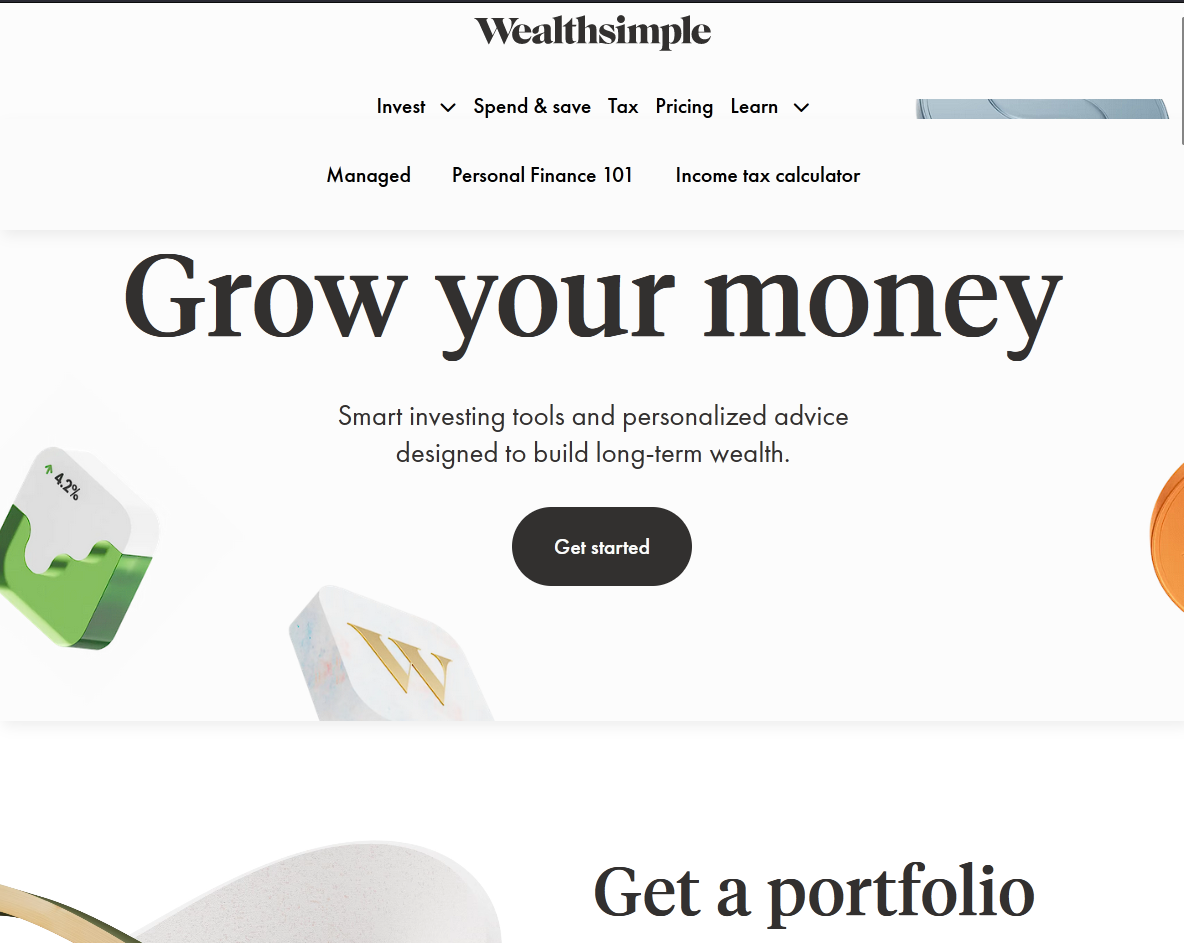 Wealthsimple
Invest Spend & save Tax Pricing Learn
Managed Personal Finance 101 Income tax calculator
Grow your money
Smart investing tools and personalized advice
designed to build long-term wealth.
4.2%
Get started
W
Get a portfolio